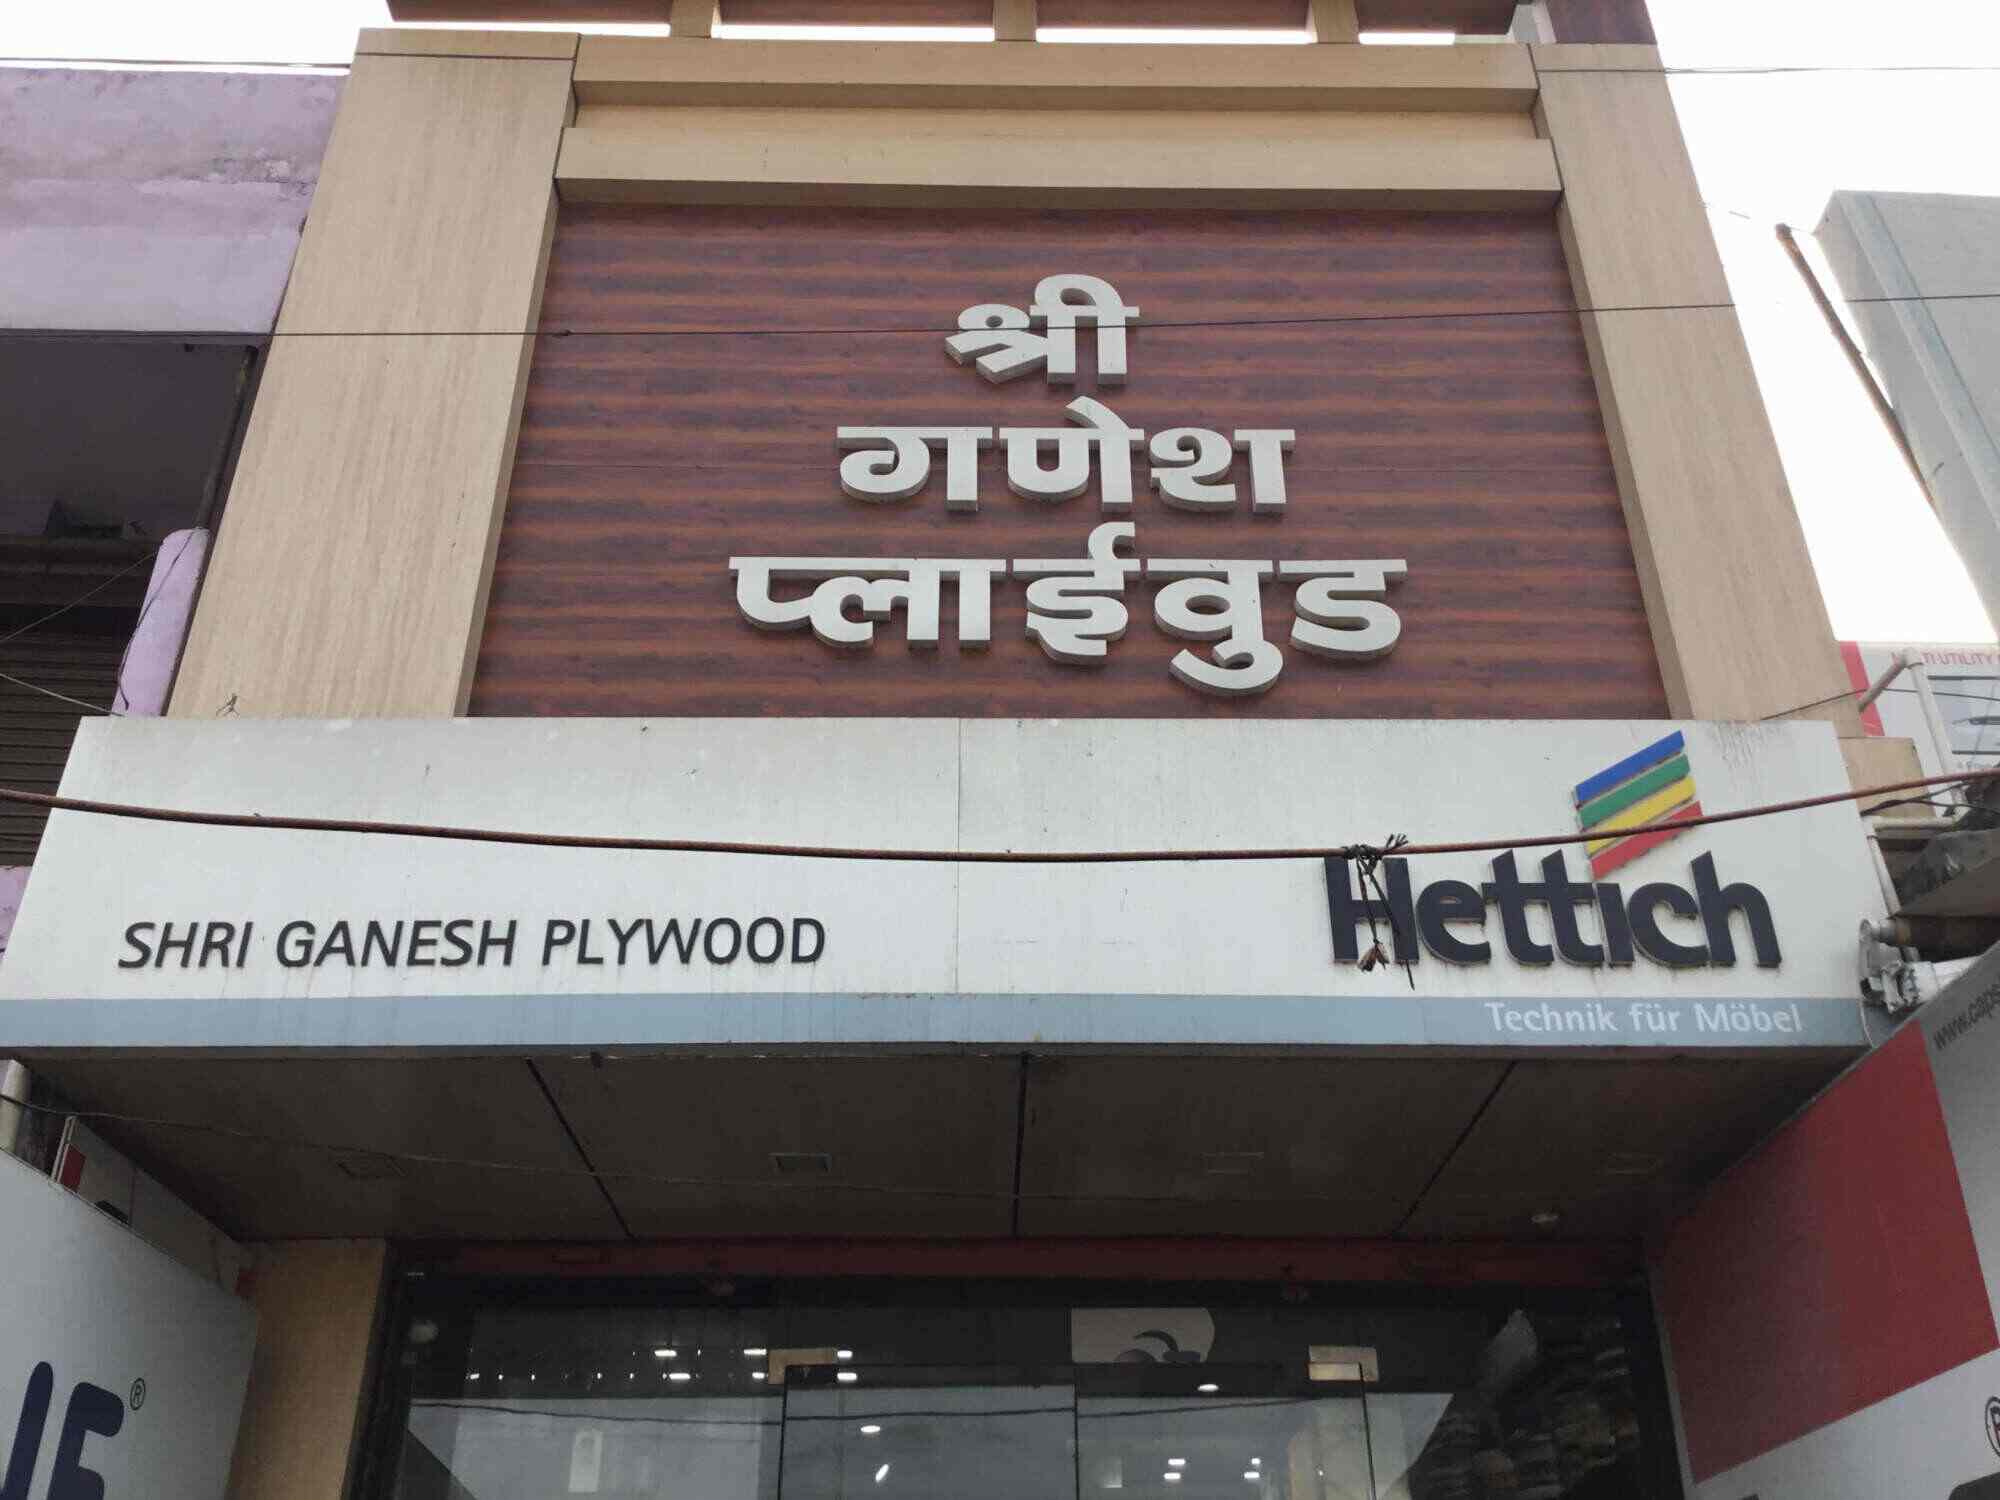 श्री
गणेश
प्लाईवुड
SHRI GANESH PLYWOOD
Hettich
Technik für Möbel